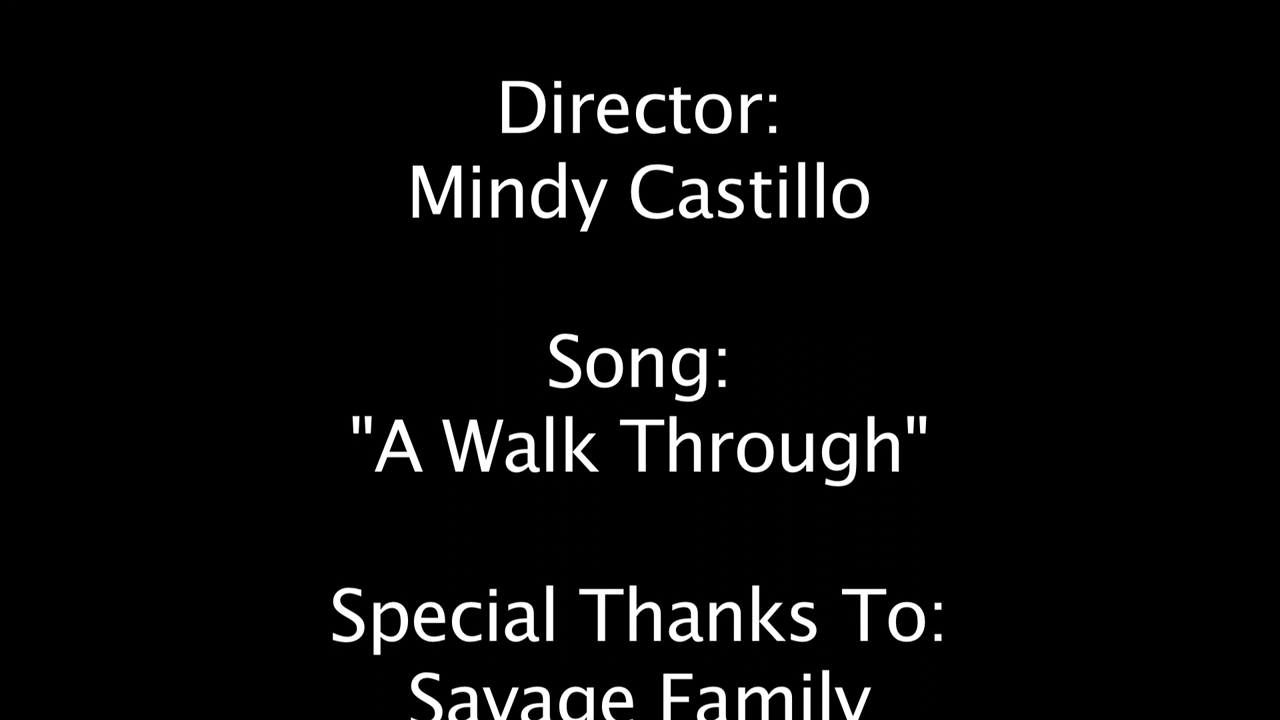 Director:
Mindy Castillo
Song:
"A Walk Through"
Special Thanks To:
Savage Family